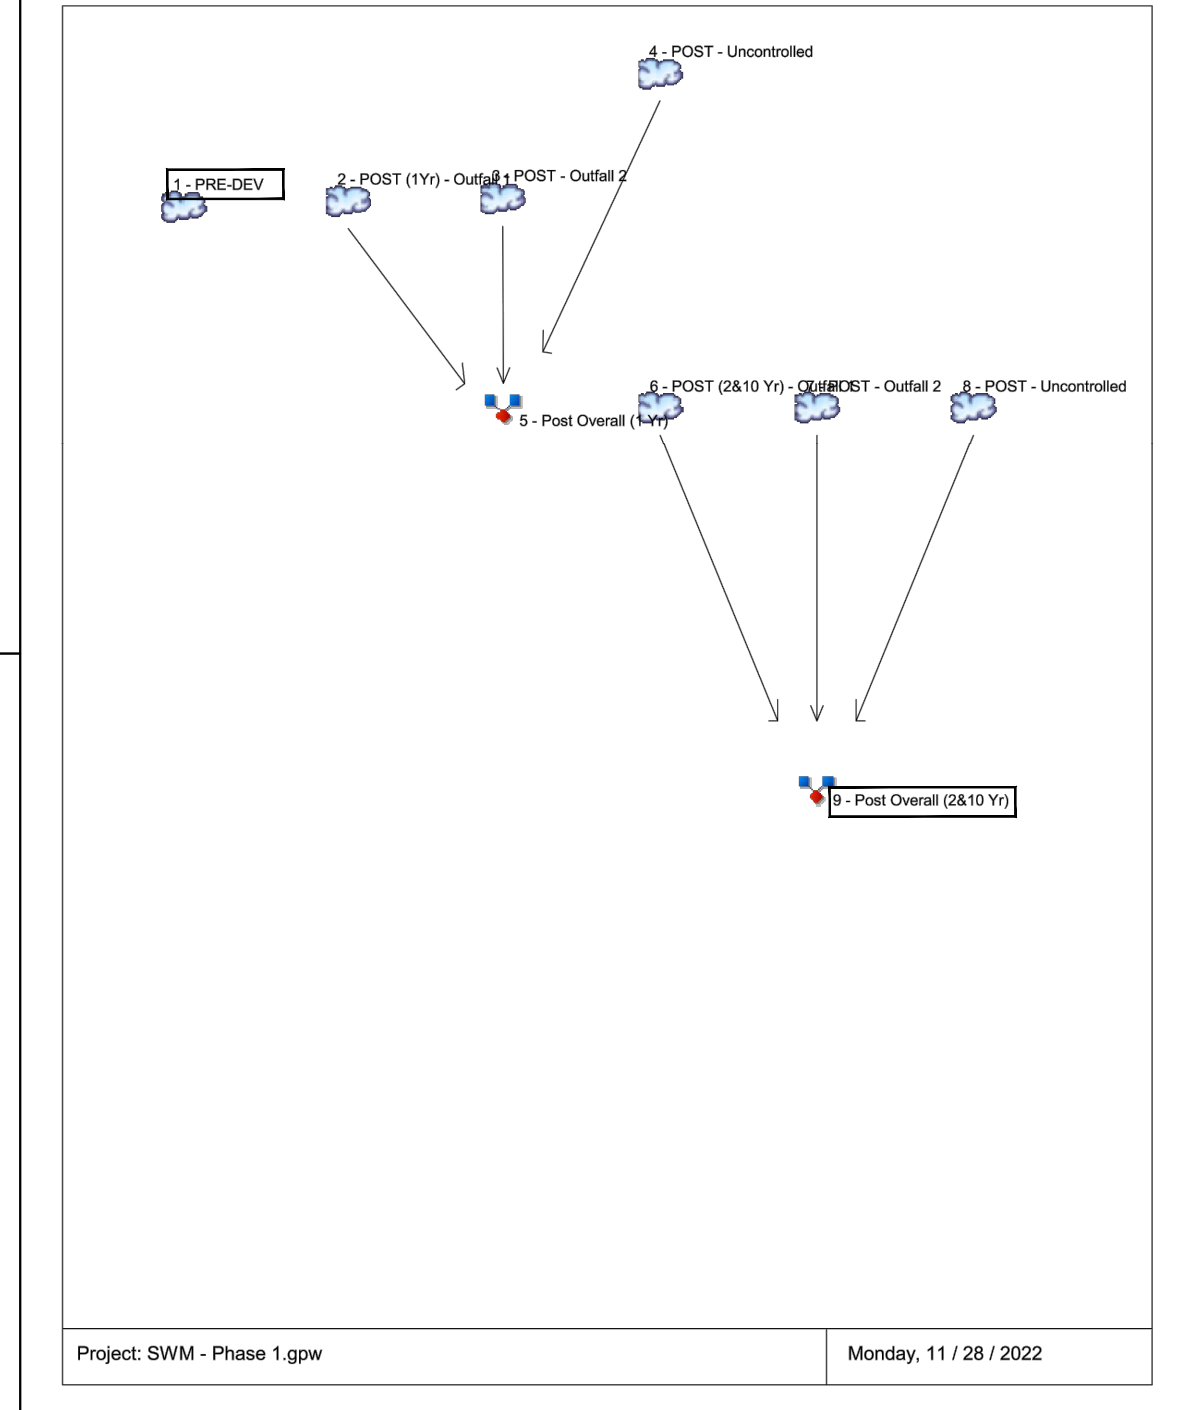 4 - POST - Uncontrolled
1 - PRE-DEV
2 - POST (1Yr) - Outfall 1
3 - POST - Outfall 2
6 - POST (2&10 Yr) - Outfall 1
7 - POST - Outfall 2
8 - POST - Uncontrolled
5 - Post Overall (1 Yr)
9 - Post Overall (2&10 Yr)
Project: SWM - Phase 1.gpw
Monday, 11 / 28 / 2022